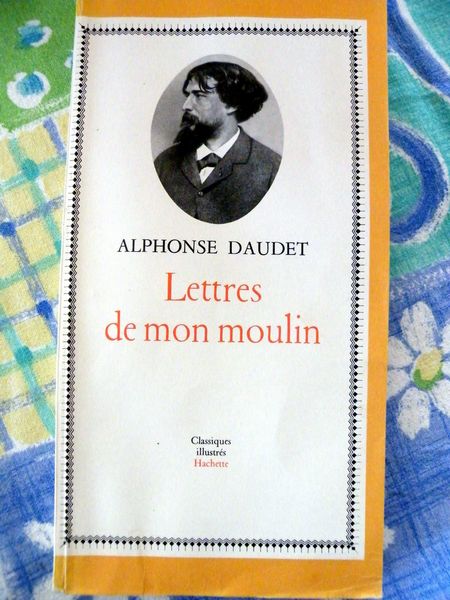 ALPHONSE DAUDET
Lettres
de mon moulin
Classiques
illustrés
Hachette